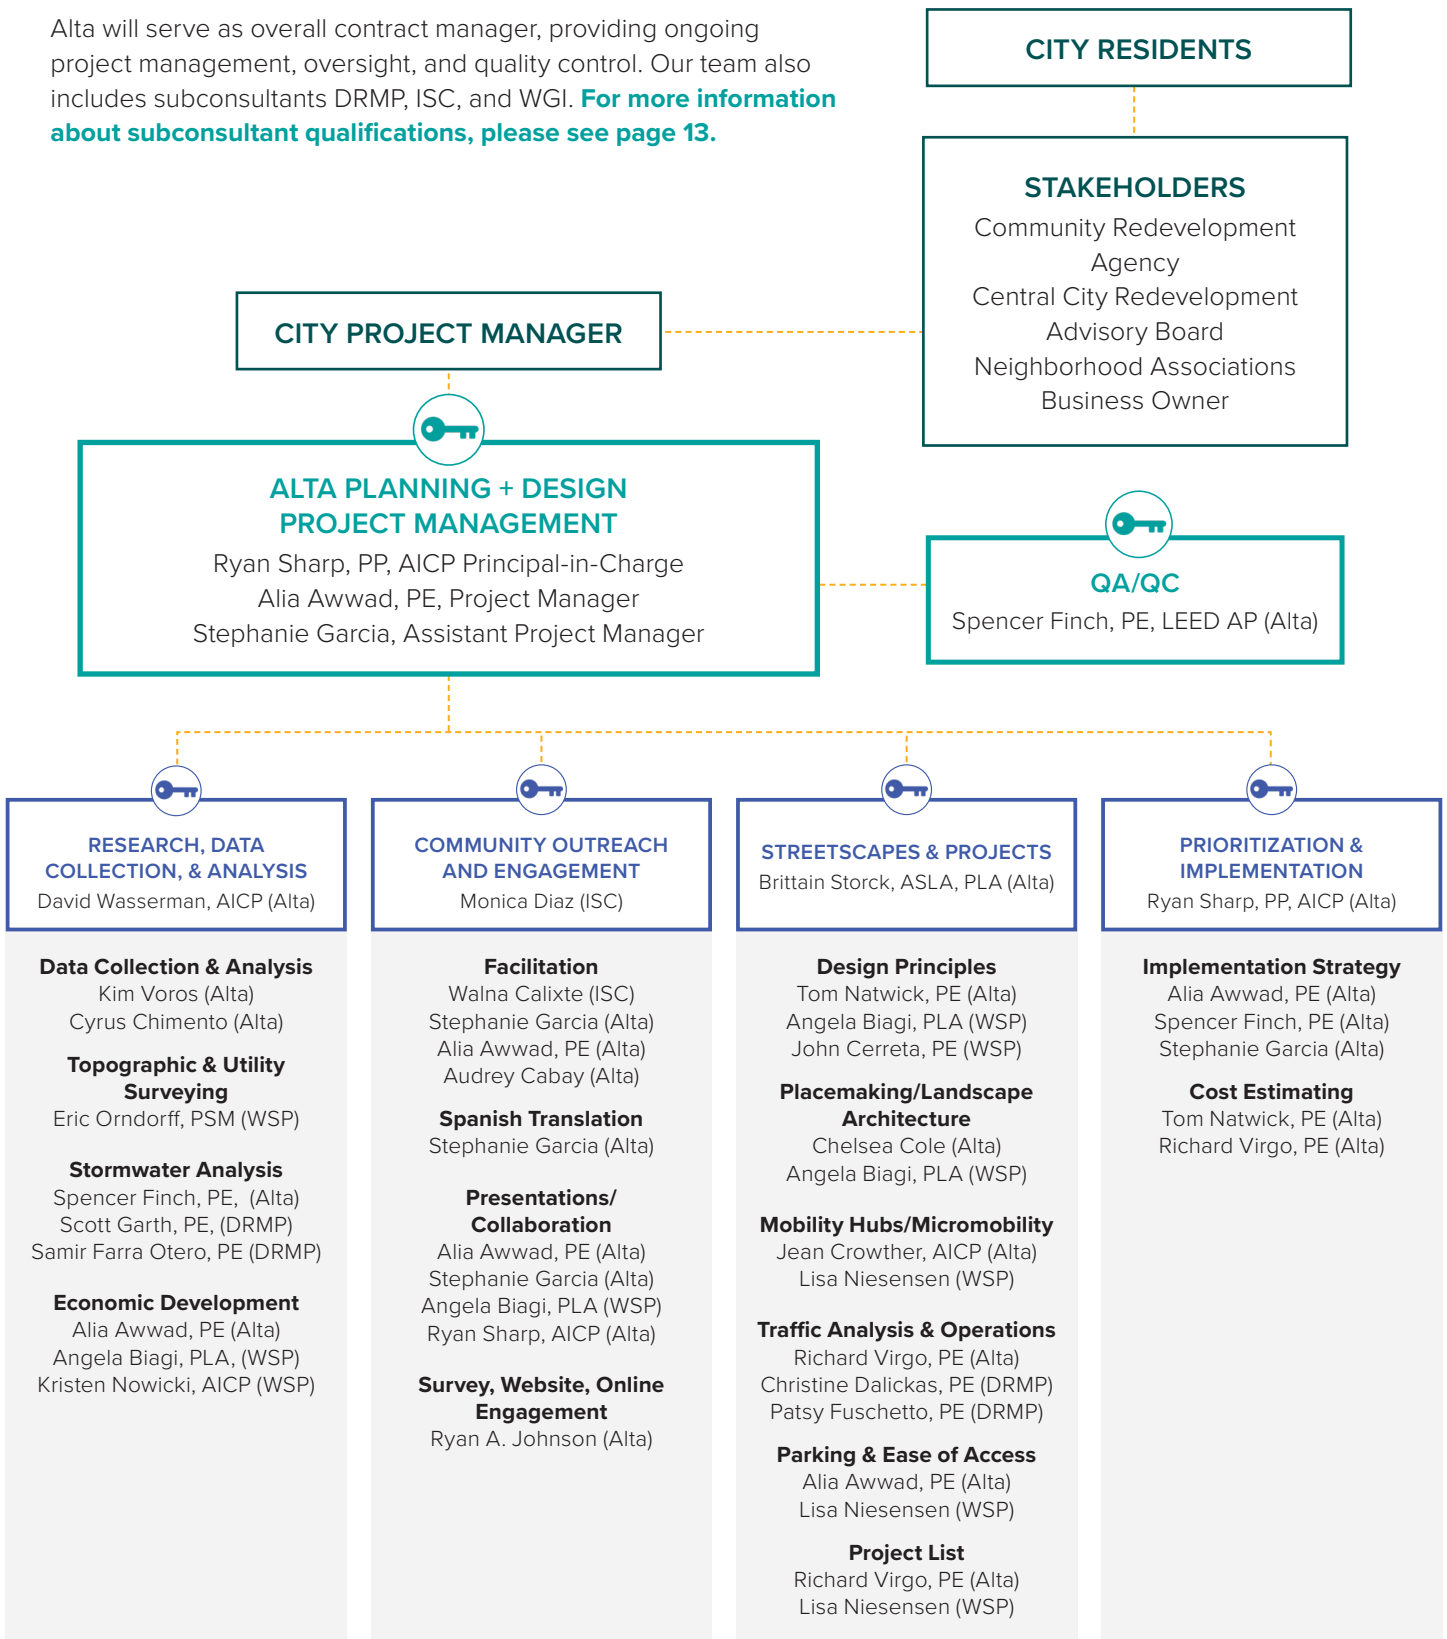 Alta will serve as overall contract manager, providing ongoing
project management, oversight, and quality control. Our team also
includes subconsultants DRMP, ISC, and WGI. For more information
about subconsultant qualifications, please see page 13.
CITY RESIDENTS
STAKEHOLDERS
Community Redevelopment
Agency
Central City Redevelopment
Advisory Board
Neighborhood Associations
Business Owner
CITY PROJECT MANAGER
ALTA PLANNING + DESIGN
PROJECT MANAGEMENT
Ryan Sharp, PP, AICP Principal-in-Charge
Alia Awwad, PE, Project Manager
Stephanie Garcia, Assistant Project Manager
QA/QC
Spencer Finch, PE, LEED AP (Alta)
RESEARCH, DATA
COLLECTION, & ANALYSIS
David Wasserman, AICP (Alta)
Data Collection & Analysis
Kim Voros (Alta)
Cyrus Chimento (Alta)
Topographic & Utility
Surveying
Eric Orndorff, PSM (WSP)
Stormwater Analysis
Spencer Finch, PE, (Alta)
Scott Garth, PE, (DRMP)
Samir Farra Otero, PE (DRMP)
Economic Development
Alia Awwad, PE (Alta)
Angela Biagi, PLA, (WSP)
Kristen Nowicki, AICP (WSP)
COMMUNITY OUTREACH
AND ENGAGEMENT
Monica Diaz (ISC)
Facilitation
Walna Calixte (ISC)
Stephanie Garcia (Alta)
Alia Awwad, PE (Alta)
Audrey Cabay (Alta)
Spanish Translation
Stephanie Garcia (Alta)
Presentations/
Collaboration
Alia Awwad, PE (Alta)
Stephanie Garcia (Alta)
Angela Biagi, PLA (WSP)
Ryan Sharp, AICP (Alta)
Survey, Website, Online
Engagement
Ryan A. Johnson (Alta)
STREETSCAPES & PROJECTS
Brittain Storck, ASLA, PLA (Alta)
Design Principles
Tom Natwick, PE (Alta)
Angela Biagi, PLA (WSP)
John Cerreta, PE (WSP)
Placemaking/Landscape
Architecture
Chelsea Cole (Alta)
Angela Biagi, PLA (WSP)
Mobility Hubs/Micromobility
Jean Crowther, AICP (Alta)
Lisa Niesensen (WSP)
Traffic Analysis & Operations
Richard Virgo, PE (Alta)
Christine Dalickas, PE (DRMP)
Patsy Fuschetto, PE (DRMP)
Parking & Ease of Access
Alia Awwad, PE (Alta)
Lisa Niesensen (WSP)
Project List
Richard Virgo, PE (Alta)
Lisa Niesensen (WSP)
PRIORITIZATION &
IMPLEMENTATION
Ryan Sharp, PP, AICP (Alta)
Implementation Strategy
Alia Awwad, PE (Alta)
Spencer Finch, PE (Alta)
Stephanie Garcia (Alta)
Cost Estimating
Tom Natwick, PE (Alta)
Richard Virgo, PE (Alta)